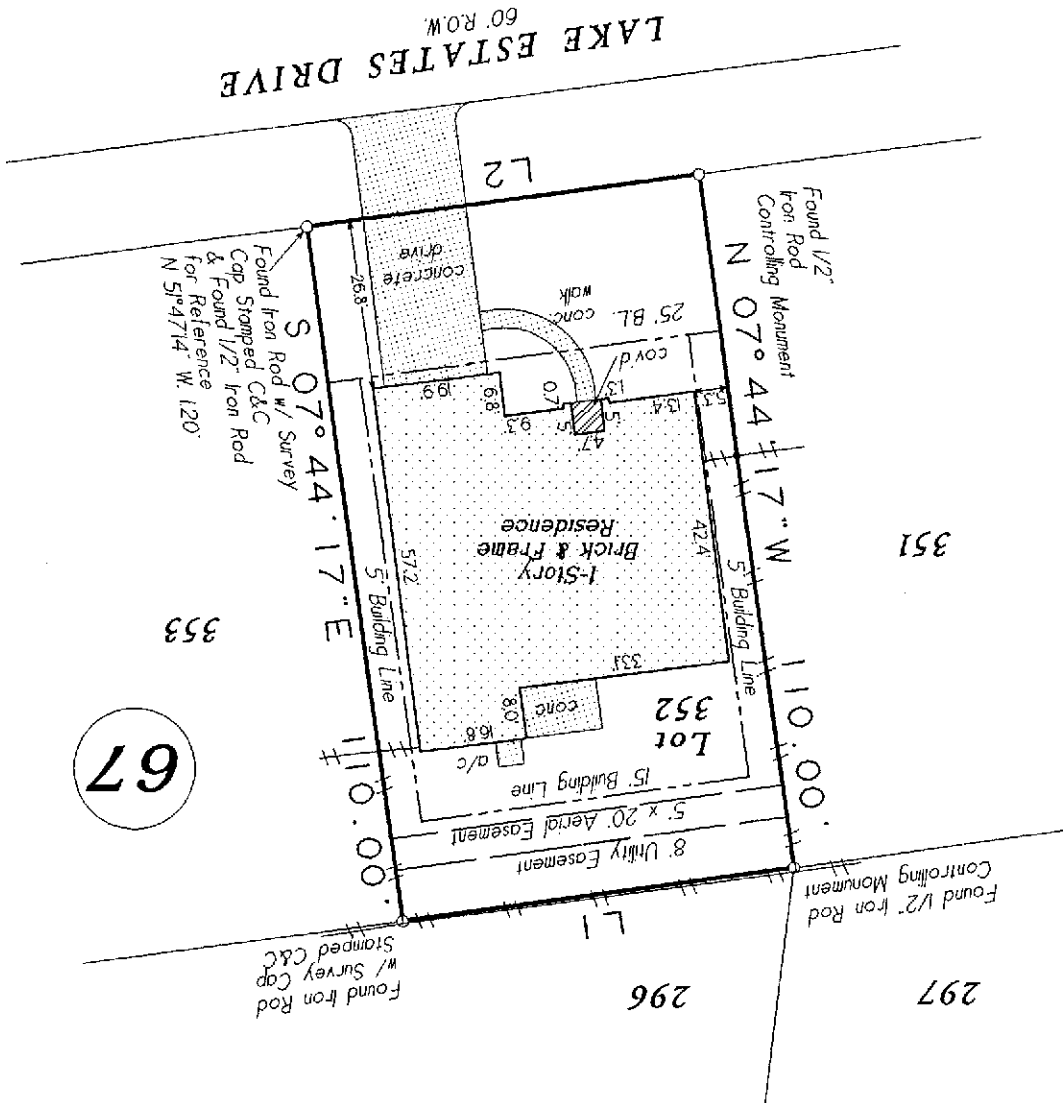 LAKE ESTATES DRIVE
60' R.O.W.
L2
Found 1/2"
Iron Rod
Controlling Monument
N 07° 44' 17" W 110.00'
Found Iron Rod w/ Survey
Cap Stamped C&C
& Found 1/2" Iron Rod
for Reference
N 51°47'14" W, 1.20'
S 07° 44' 17" E 110.00'
concrete
drive
26.8'
conc.
walk
25' B.L.
cov'd
19.9'
6.8'
9.3'
0.7'
1.3'
13.4'
5.3'
4.7'
1-Story
Brick & Frame
Residence
57.2'
42.4'
5' Building Line
5' Building Line
351
353
33.1'
8.0'
conc.
16.8'
a/c
Lot
352
15' Building Line
5' x 20' Aerial Easement
8' Utility Easement
L1
67
Found 1/2" Iron Rod
Controlling Monument
Found Iron Rod
w/ Survey Cap
Stamped C&C
296
297